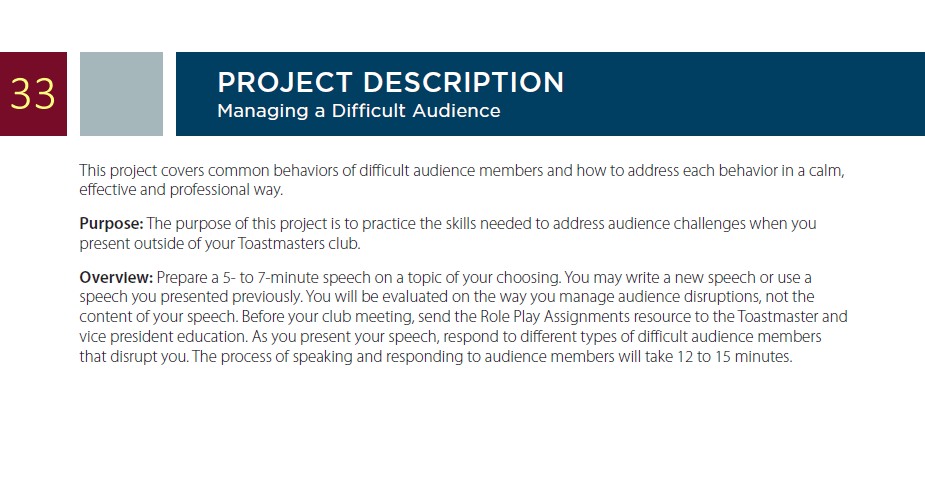 33
PROJECT DESCRIPTION
Managing a Difficult Audience
This project covers common behaviors of difficult audience members and how to address each behavior in a calm,
effective and professional way.
Purpose: The purpose of this project is to practice the skills needed to address audience challenges when you
present outside of your Toastmasters club.
Overview: Prepare a 5- to 7-minute speech on a topic of your choosing. You may write a new speech or use a
speech you presented previously. You will be evaluated on the way you manage audience disruptions, not the
content of your speech. Before your club meeting, send the Role Play Assignments resource to the Toastmaster and
vice president education. As you present your speech, respond to different types of difficult audience members
that disrupt you. The process of speaking and responding to audience members will take 12 to 15 minutes.